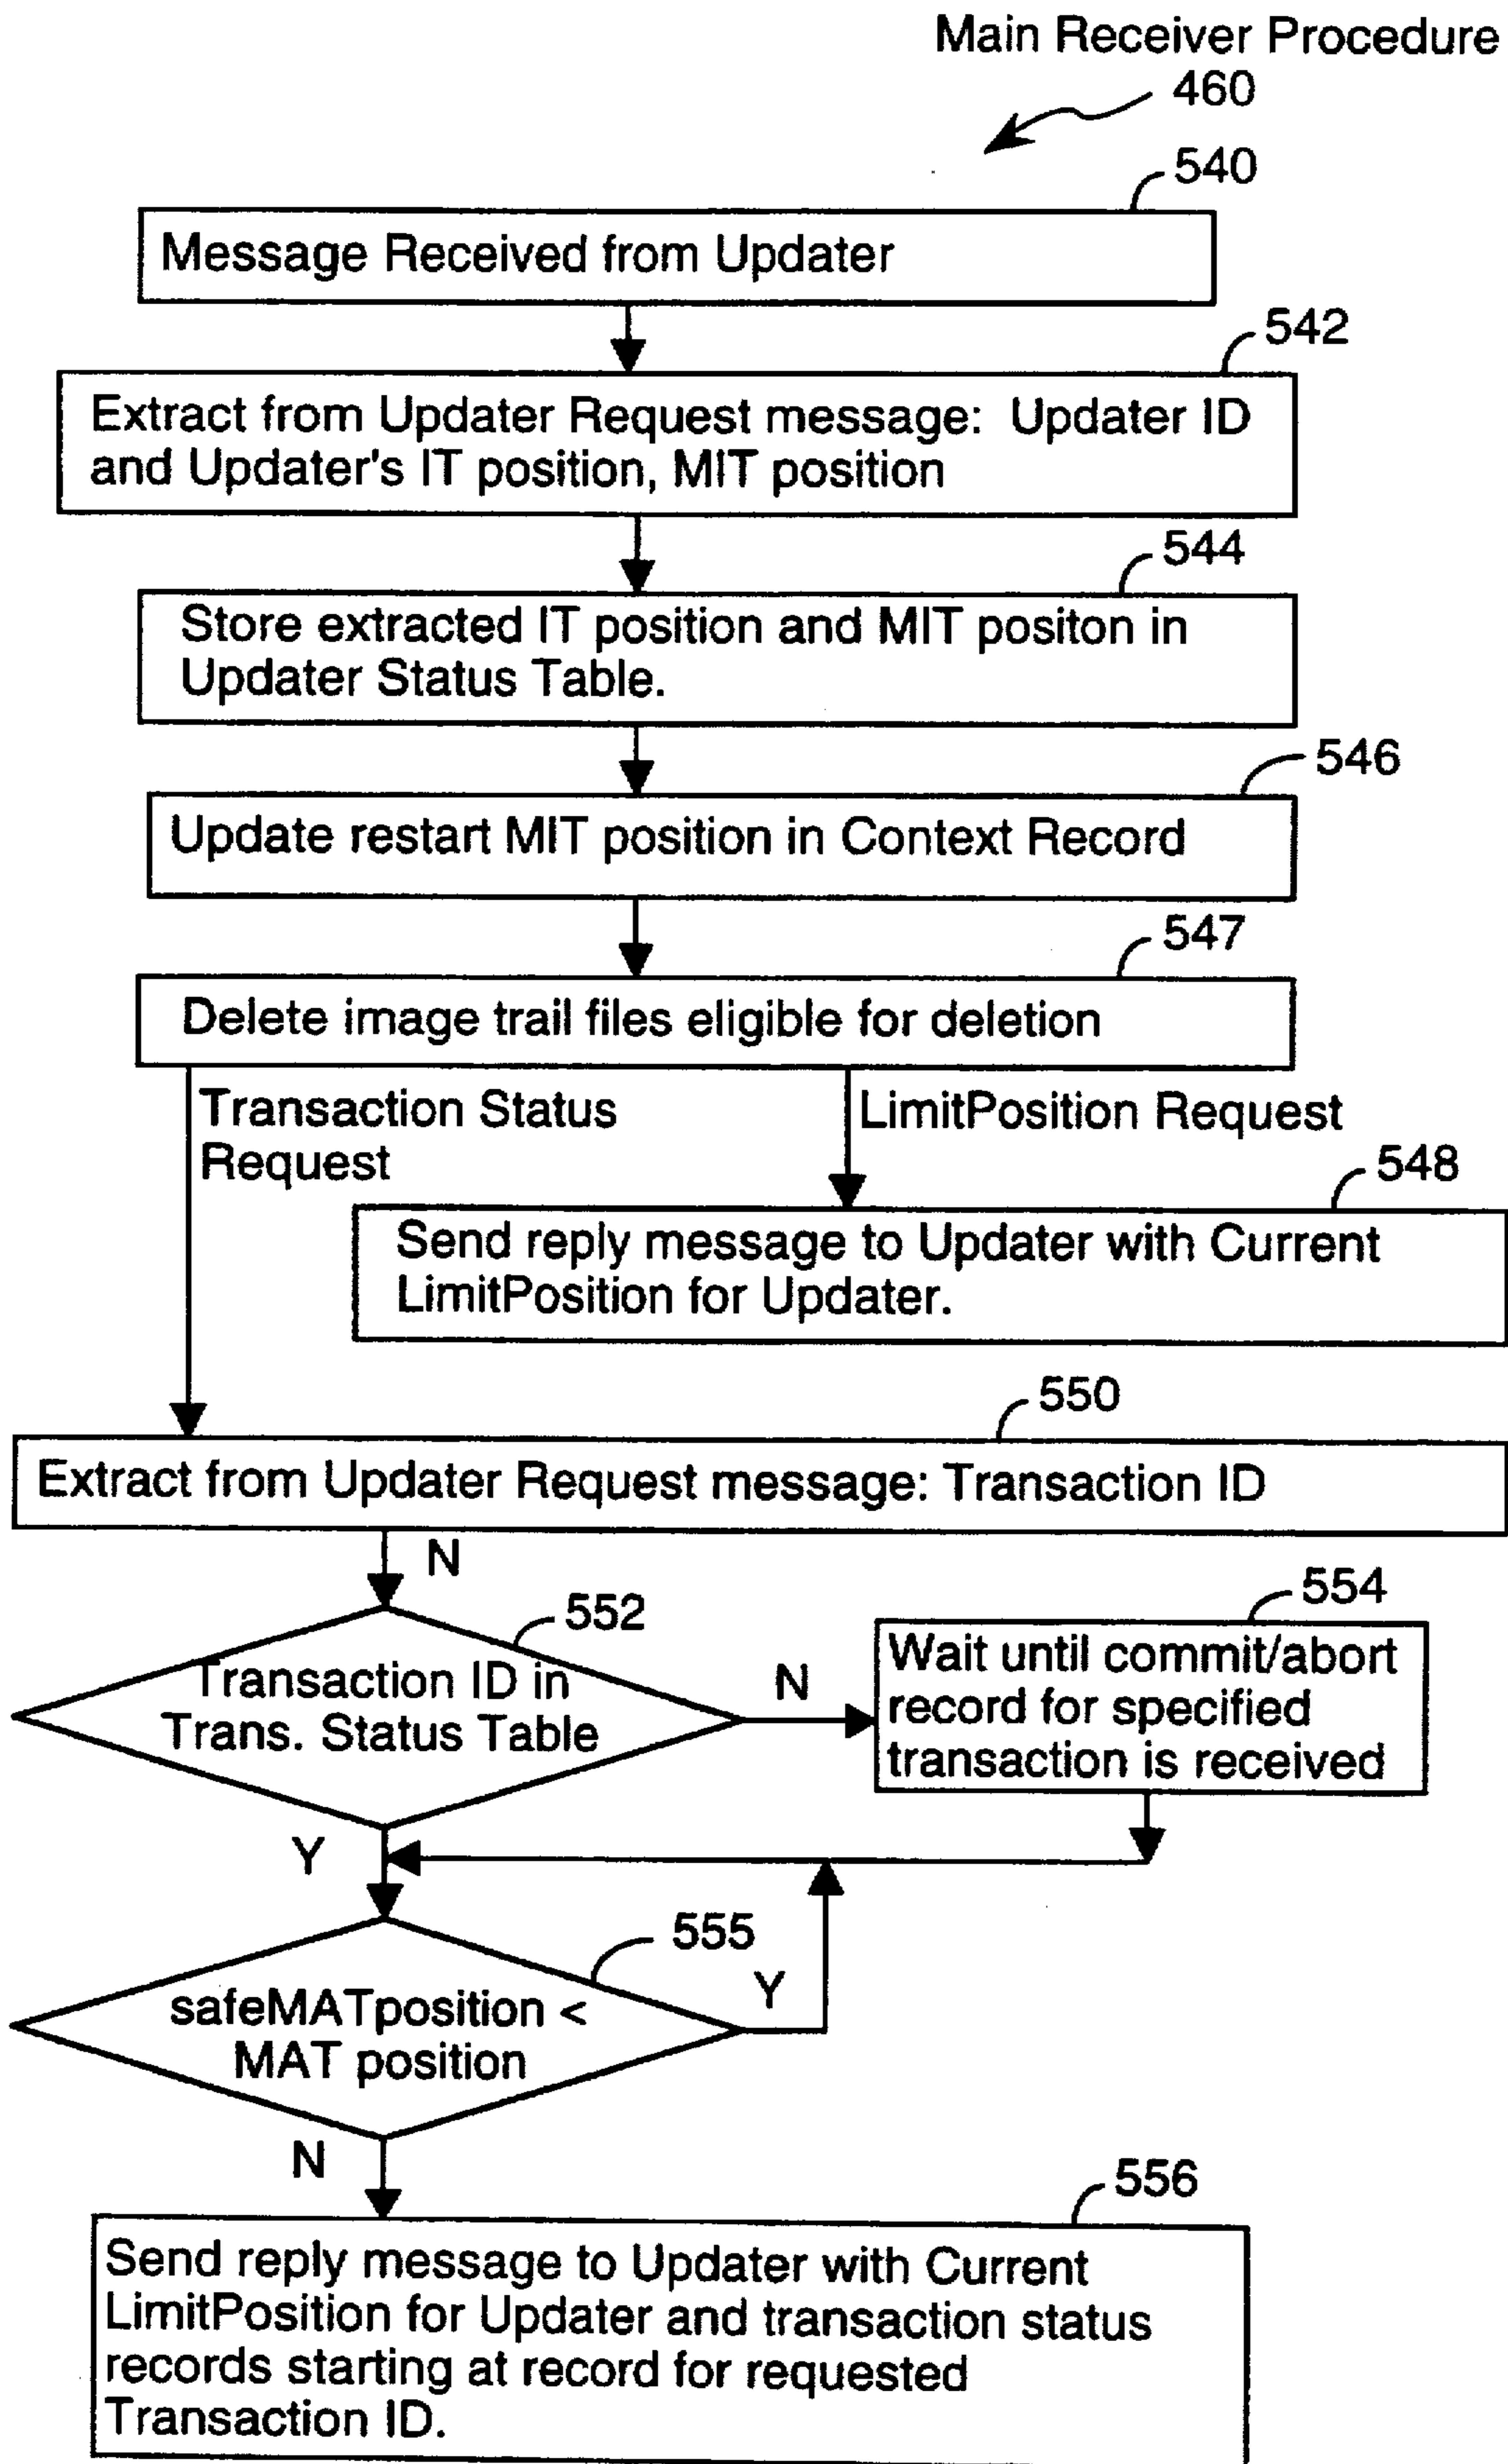 Main Receiver Procedure
460
540
Message Received from Updater
542
Extract from Updater Request message: Updater ID
and Updater's IT position, MIT position
544
Store extracted IT position and MIT positon in
Updater Status Table.
546
Update restart MIT position in Context Record
547
Delete image trail files eligible for deletion
Transaction Status
Request
LimitPosition Request
548
Send reply message to Updater with Current
LimitPosition for Updater.
550
Extract from Updater Request message: Transaction ID
N
552
Transaction ID in
Trans. Status Table
N
554
Wait until commit/abort
record for specified
transaction is received
Y
555
safeMATposition <
MAT position
Y
N
556
Send reply message to Updater with Current
LimitPosition for Updater and transaction status
records starting at record for requested
Transaction ID.